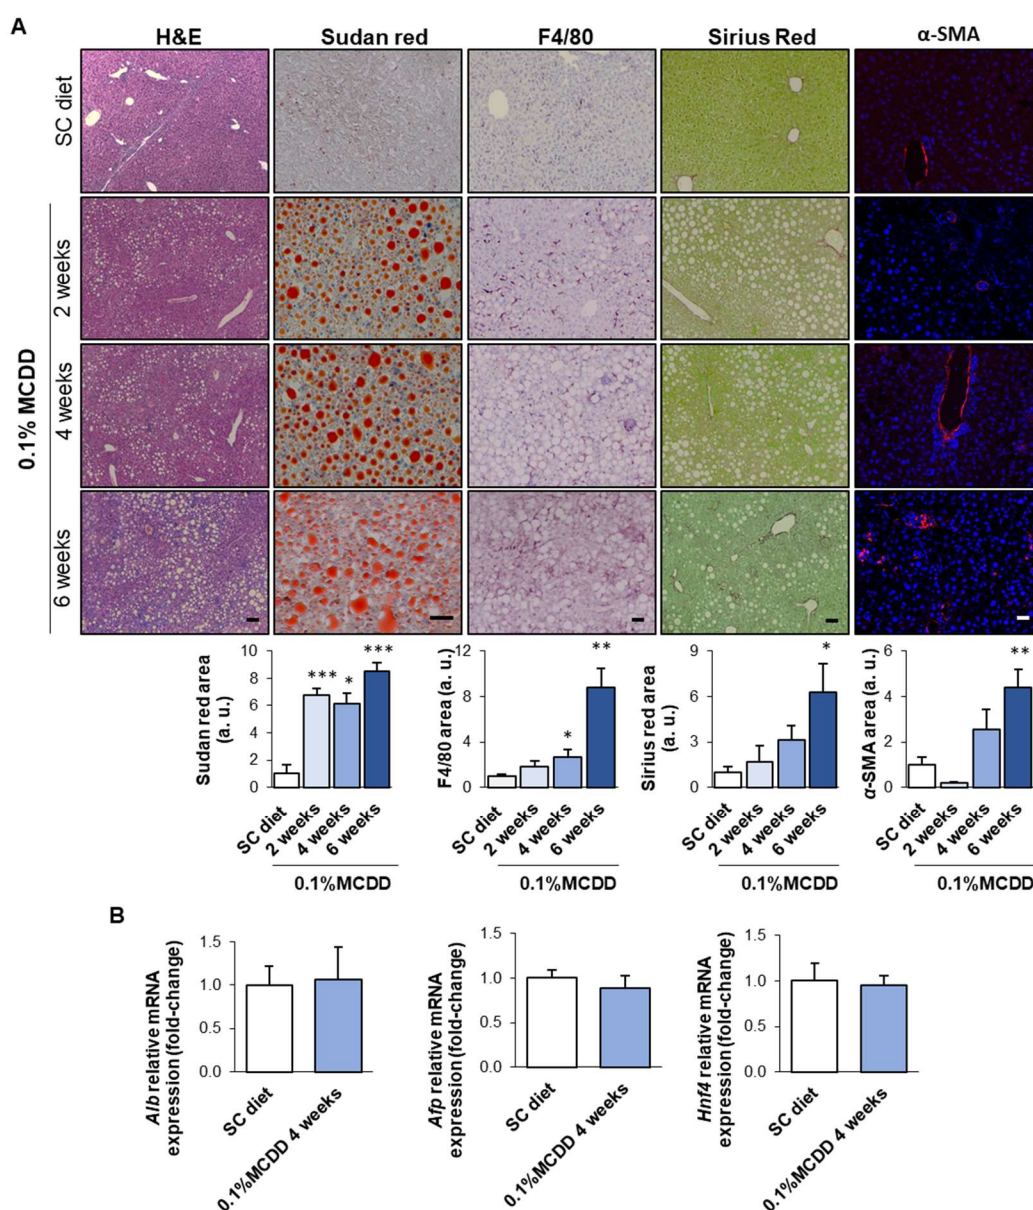 A
H&E Sudan red F4/80 Sirius Red α-SMA
SC diet
0.1% MCDD
2 weeks
4 weeks
6 weeks
Sudan red area
(a. u.)
10
8
6
4
2
0
*** * ***
SC diet
2 weeks
4 weeks
6 weeks
0.1%MCDD
F4/80 area (a. u.)
12
8
4
0
* **
SC diet
2 weeks
4 weeks
6 weeks
0.1%MCDD
Sirius red area
(a. u.)
9
6
3
0
*
SC diet
2 weeks
4 weeks
6 weeks
0.1%MCDD
α-SMA area (a. u.)
6
5
4
3
2
1
0
**
SC diet
2 weeks
4 weeks
6 weeks
0.1%MCDD
B
Alb relative mRNA
expression (fold-change)
1.5
1.0
0.5
0.0
SC diet
0.1%MCDD 4 weeks
Afp relative mRNA
expression (fold-change)
1.5
1.0
0.5
0.0
SC diet
0.1%MCDD 4 weeks
Hnf4 relative mRNA
expression (fold-change)
1.5
1.0
0.5
0.0
SC diet
0.1%MCDD 4 weeks